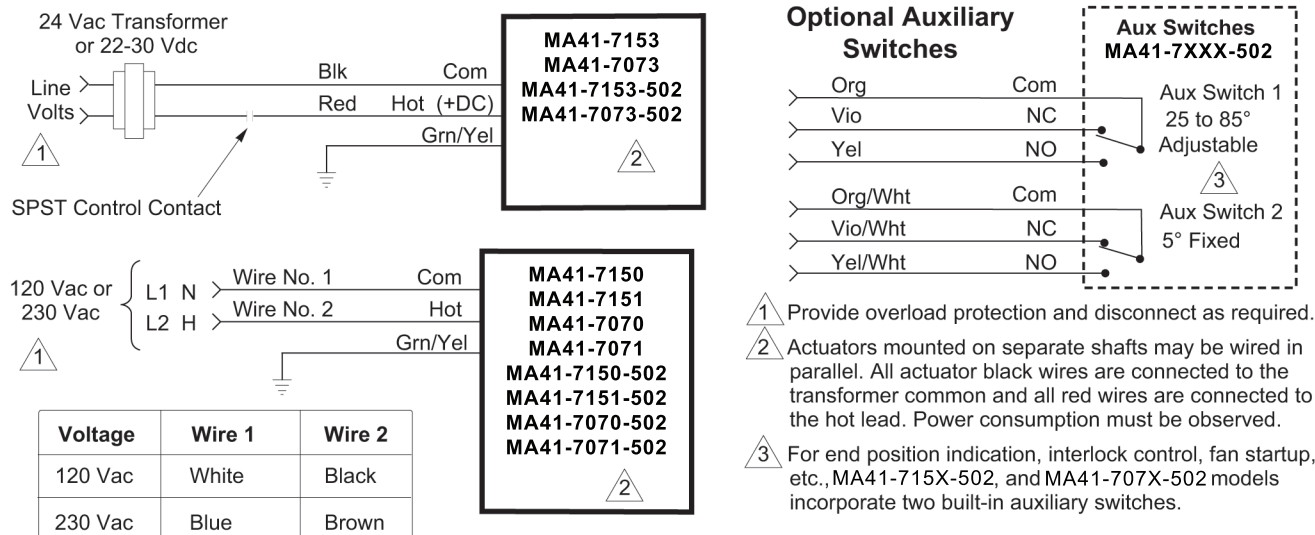 24 Vac Transformer
or 22-30 Vdc
Line
Volts
1
Blk
Com
Red
Hot (+DC)
Grn/Yel
SPST Control Contact
MA41-7153
MA41-7073
MA41-7153-502
MA41-7073-502
2
120 Vac or
230 Vac
1
L1 N
L2 H
Wire No. 1
Com
Wire No. 2
Hot
Grn/Yel
MA41-7150
MA41-7151
MA41-7070
MA41-7071
MA41-7150-502
MA41-7151-502
MA41-7070-502
MA41-7071-502
2
Voltage Wire 1 Wire 2
120 Vac White Black
230 Vac Blue Brown
Optional Auxiliary
Switches
Aux Switches
MA41-7XXX-502
Org Com
Vio NC
Yel NO
Aux Switch 1
25 to 85°
Adjustable
3
Org/Wht Com
Vio/Wht NC
Yel/Wht NO
Aux Switch 2
5° Fixed
1 Provide overload protection and disconnect as required.
2 Actuators mounted on separate shafts may be wired in
parallel. All actuator black wires are connected to the
transformer common and all red wires are connected to
the hot lead. Power consumption must be observed.
3 For end position indication, interlock control, fan startup,
etc., MA41-715X-502, and MA41-707X-502 models
incorporate two built-in auxiliary switches.